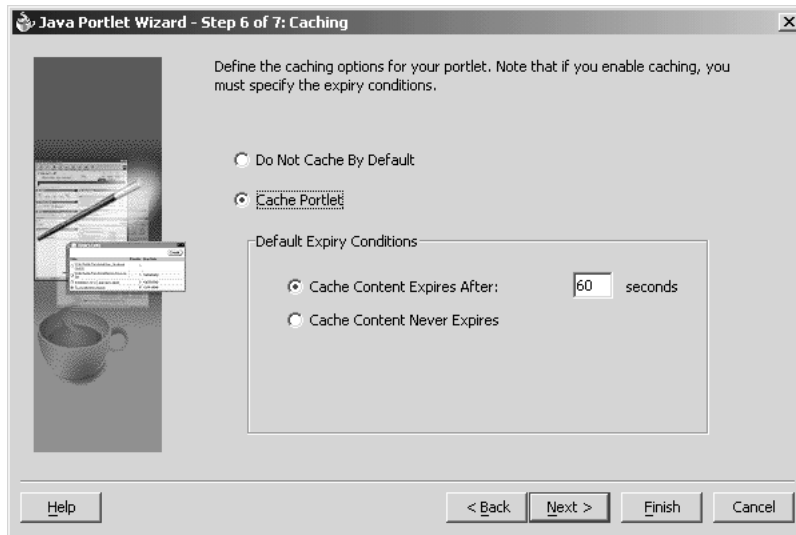 Java Portlet Wizard - Step 6 of 7: Caching
Define the caching options for your portlet. Note that if you enable caching, you
must specify the expiry conditions.
Do Not Cache By Default
Cache Portlet
Default Expiry Conditions
Cache Content Expires After: 60 seconds
Cache Content Never Expires
Help < Back Next > Finish Cancel